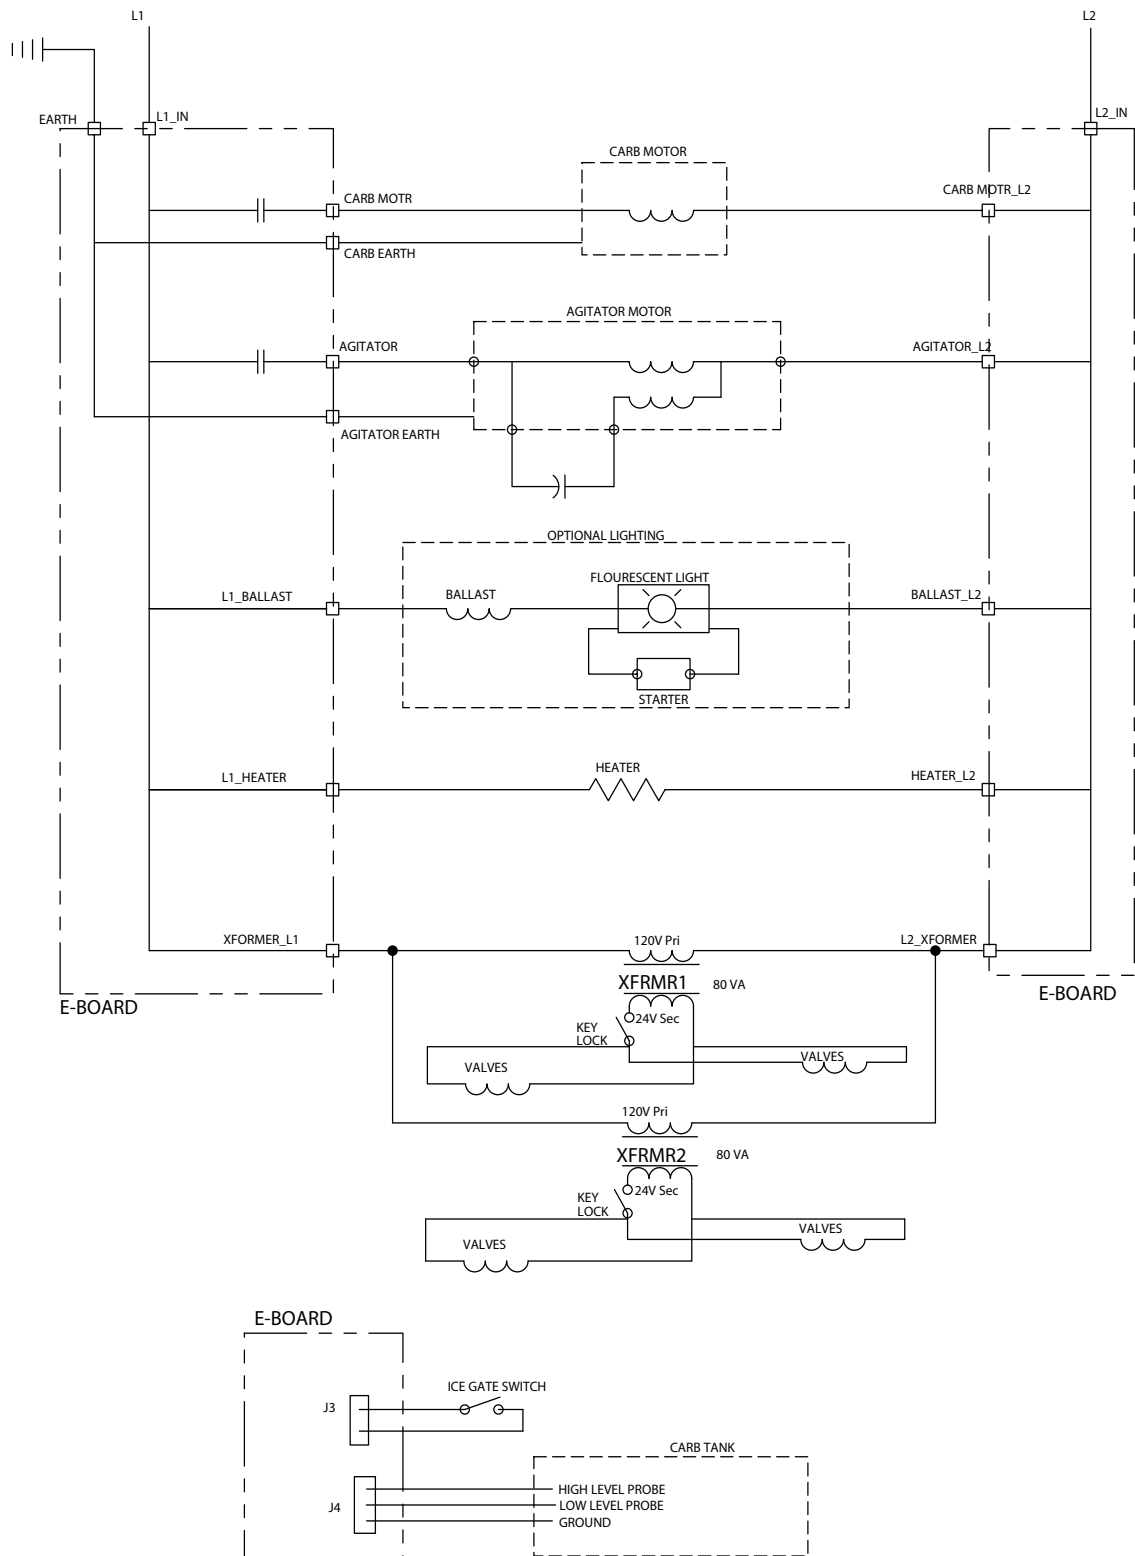 L1
L2
EARTH
L1_IN
L2_IN
CARB MOTOR
CARB MOTR
CARB MOTR_L2
CARB EARTH
AGITATOR MOTOR
AGITATOR
AGITATOR_L2
AGITATOR EARTH
OPTIONAL LIGHTING
FLOURESCENT LIGHT
L1_BALLAST
BALLAST
BALLAST_L2
STARTER
L1_HEATER
HEATER
HEATER_L2
XFORMER_L1
120V Pri
L2_XFORMER
XFRMR1
80 VA
E-BOARD
E-BOARD
24V Sec
KEY
LOCK
VALVES
VALVES
120V Pri
XFRMR2
80 VA
24V Sec
KEY
LOCK
VALVES
VALVES
E-BOARD
ICE GATE SWITCH
J3
CARB TANK
HIGH LEVEL PROBE
J4
LOW LEVEL PROBE
GROUND